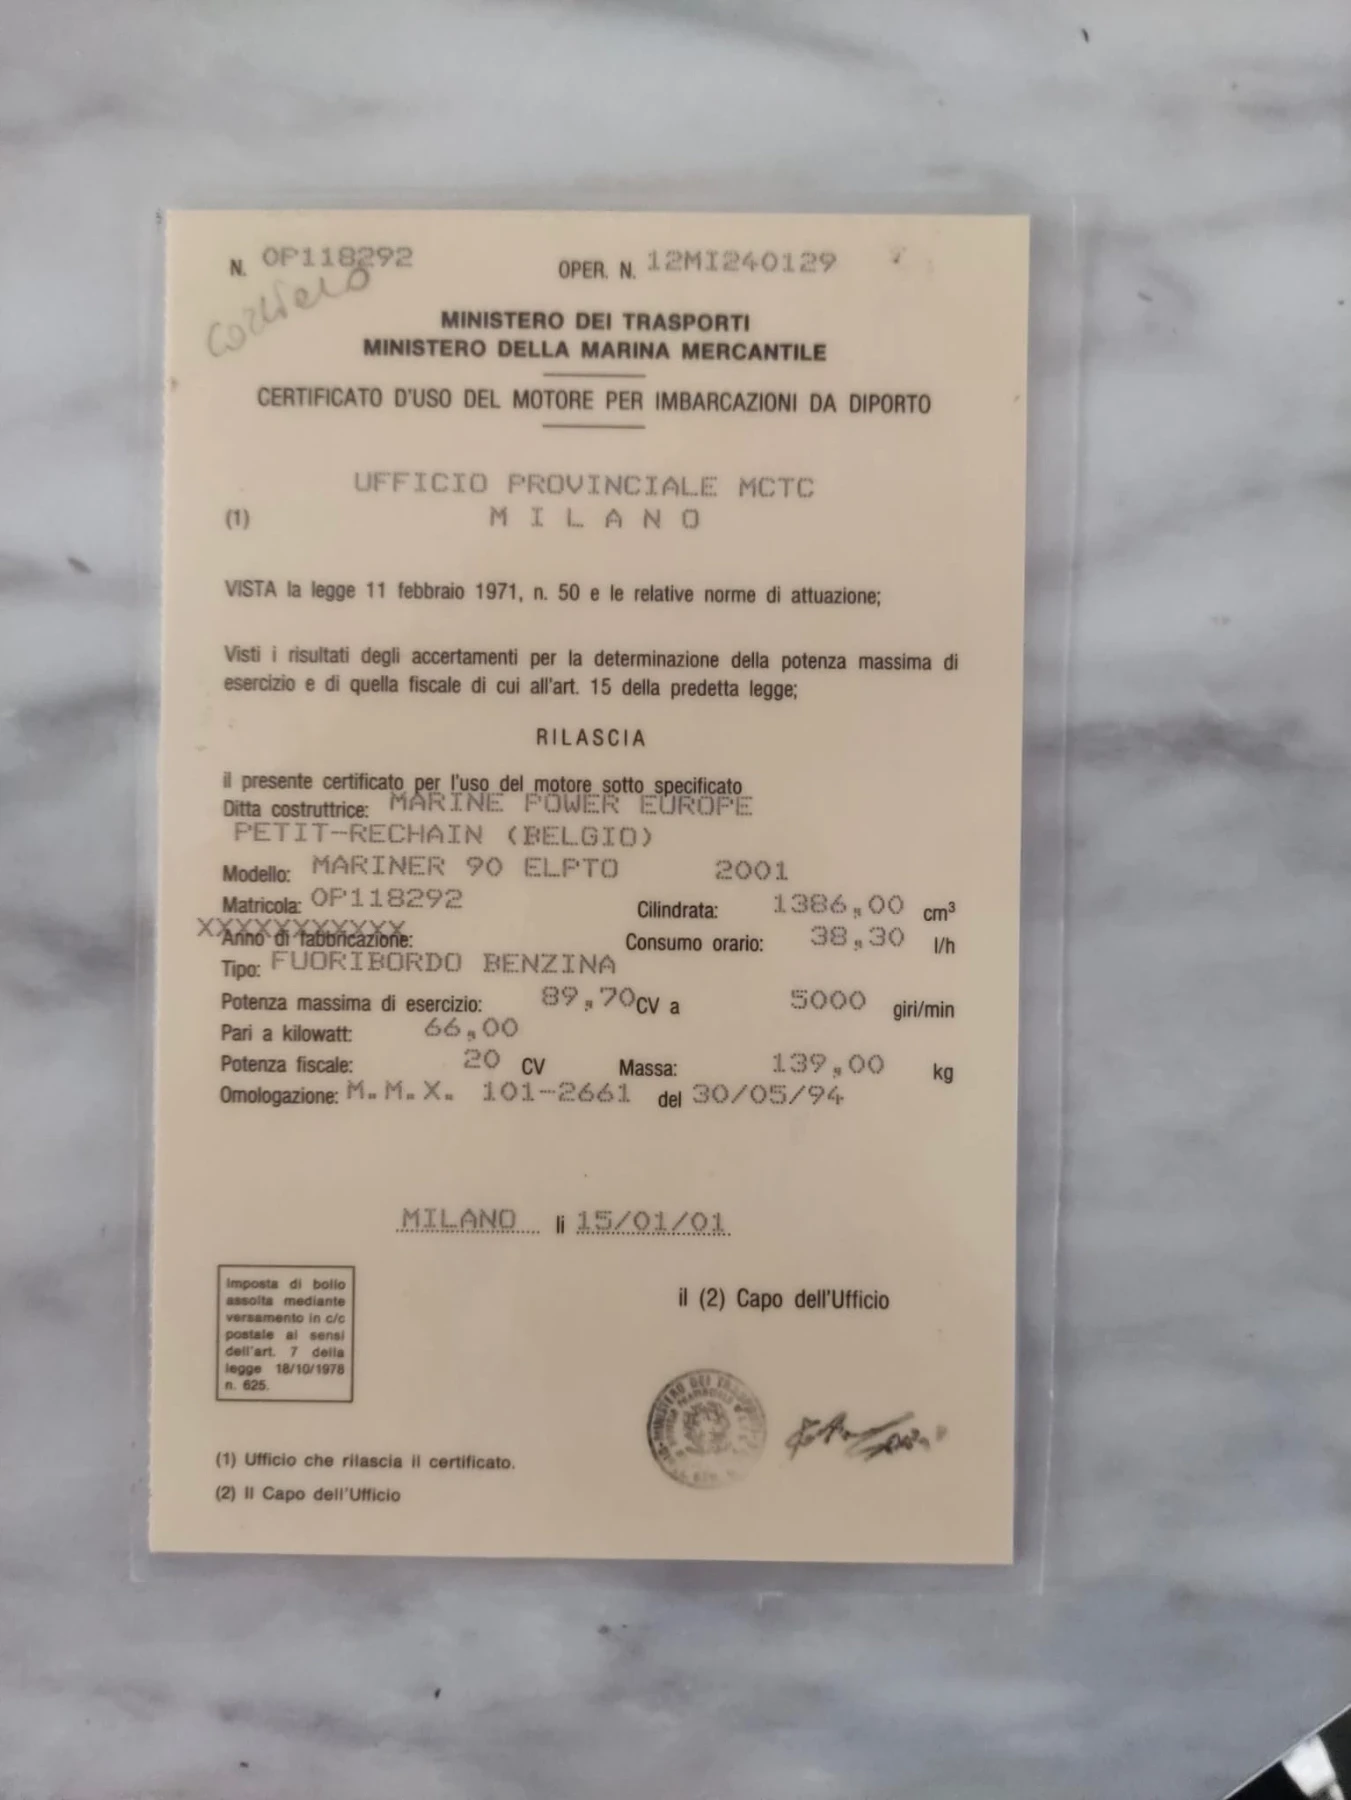 N. OP118292 OPER. N. 12MI240129
MINISTERO DEI TRASPORTI
MINISTERO DELLA MARINA MERCANTILE
CERTIFICATO D'USO DEL MOTORE PER IMBARCAZIONI DA DIPORTO
UFFICIO PROVINCIALE MCTC
(1) MILANO
VISTA la legge 11 febbraio 1971, n. 50 e le relative norme di attuazione;
Visti i risultati degli accertamenti per la determinazione della potenza massima di
esercizio e di quella fiscale di cui all'art. 15 della predetta legge;
RILASCIA
il presente certificato per l'uso del motore sotto specificato
Ditta costruttrice: MARINE POWER EUROPE
PETIT-RECHAIN (BELGIO)
Modello: MARINER 90 ELPTO 2001
Matricola: OP118292 Cilindrata: 1386,00 cm³
XXXXXXXXXXX
Anno di fabbricazione: Consumo orario: 38,30 l/h
Tipo: FUORIBORDO BENZINA
Potenza massima di esercizio: 89,70 CV a 5000 giri/min
Pari a kilowatt: 66,00
Potenza fiscale: 20 CV Massa: 139,00 kg
Omologazione: M.M.X. 101-2661 del 30/05/94
MILANO li 15/01/01
Imposta di bollo
assolta mediante
versamento in c/c
postale ai sensi
dell'art. 7 della
legge 18/10/1978
n. 625.
il (2) Capo dell'Ufficio
MINISTERO DEI TRASPORTI
(1) Ufficio che rilascia il certificato.
(2) Il Capo dell'Ufficio